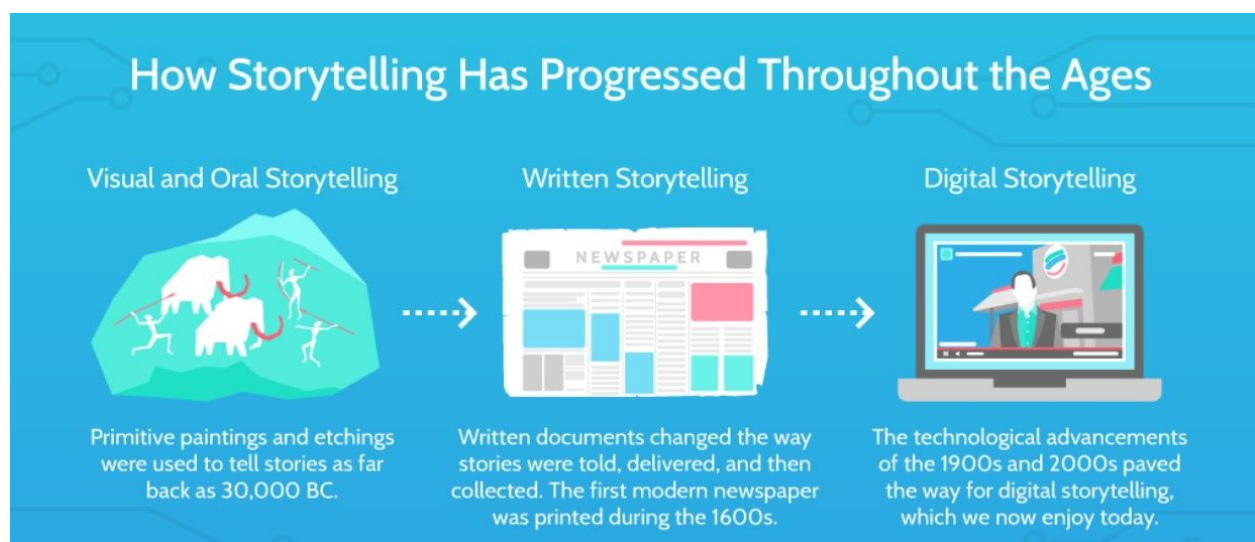 How Storytelling Has Progressed Throughout the Ages
Visual and Oral Storytelling
Primitive paintings and etchings
were used to tell stories as far
back as 30,000 BC.
Written Storytelling
NEWSPAPER
Written documents changed the way
stories were told, delivered, and then
collected. The first modern newspaper
was printed during the 1600s.
Digital Storytelling
The technological advancements
of the 1900s and 2000s paved
the way for digital storytelling,
which we now enjoy today.